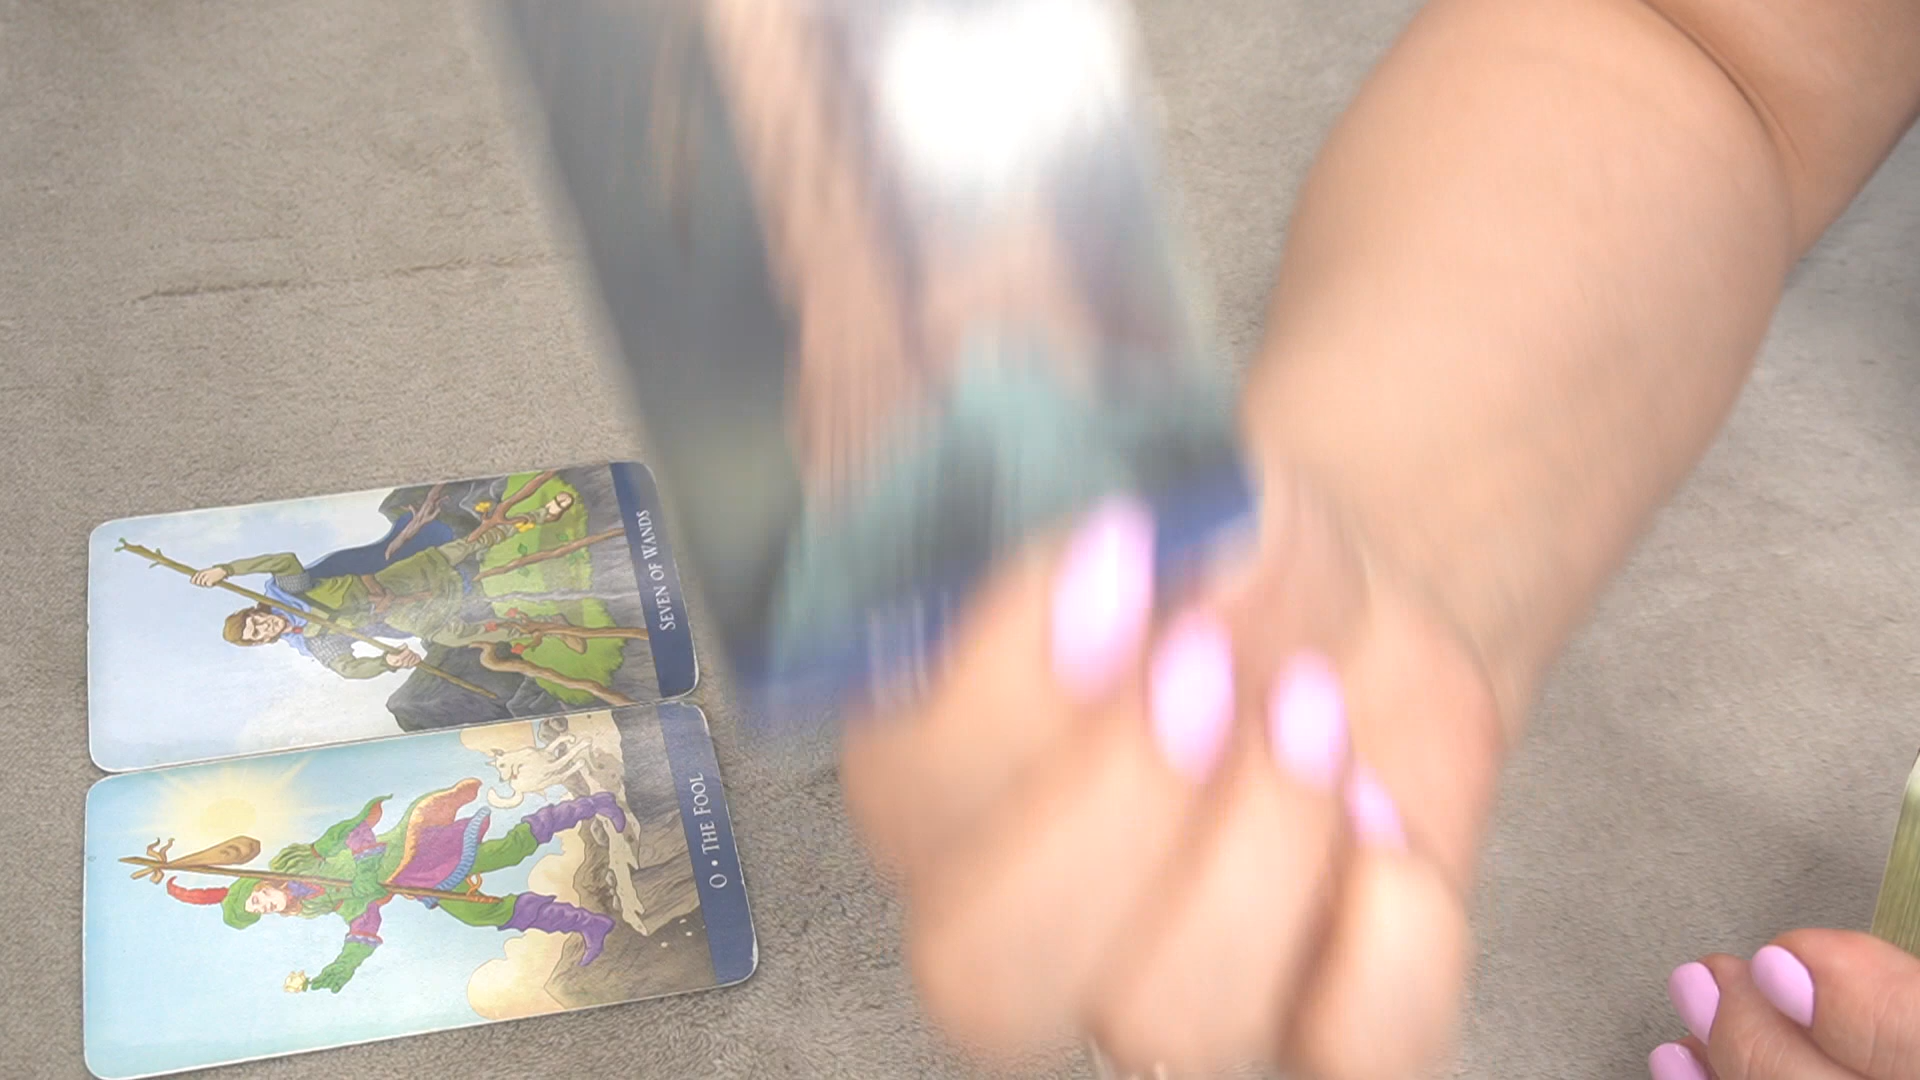 SEVEN OF WANDS
0 • THE FOOL